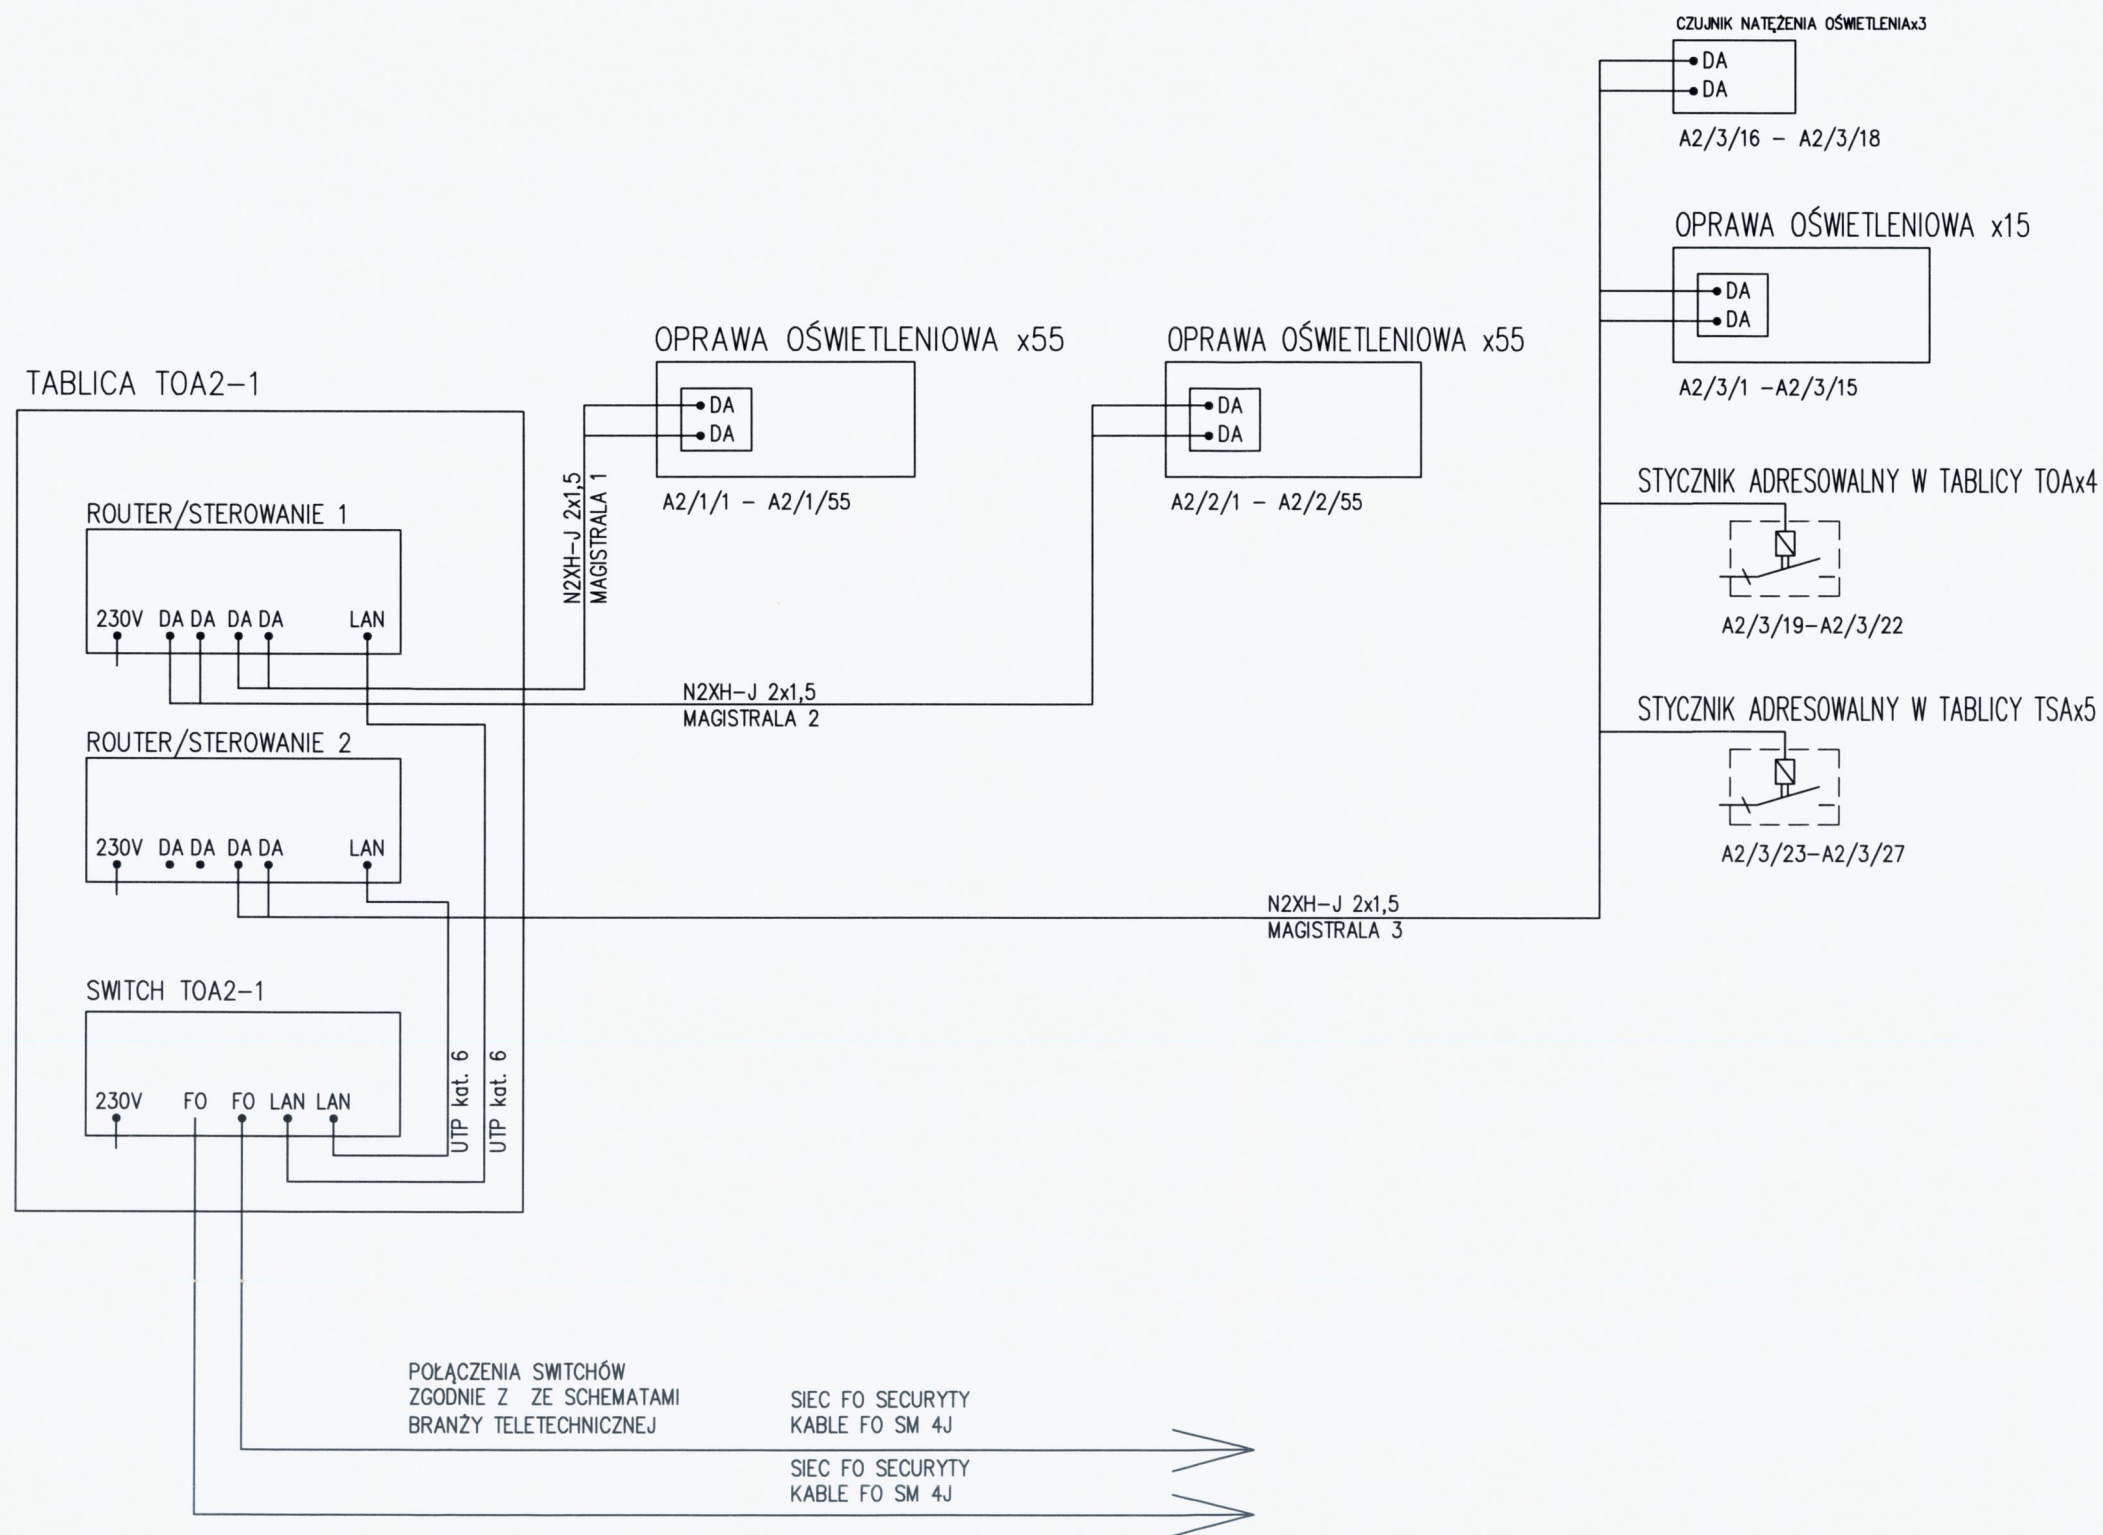 CZUJNIK NATĘŻENIA OŚWIETLENIAx3
DA
DA
A2/3/16 - A2/3/18
OPRAWA OŚWIETLENIOWA x15
DA
DA
A2/3/1 -A2/3/15
OPRAWA OŚWIETLENIOWA x55
DA
DA
A2/1/1 - A2/1/55
OPRAWA OŚWIETLENIOWA x55
DA
DA
A2/2/1 - A2/2/55
STYCZNIK ADRESOWALNY W TABLICY TOAx4
A2/3/19-A2/3/22
STYCZNIK ADRESOWALNY W TABLICY TSAx5
A2/3/23-A2/3/27
TABLICA TOA2-1
ROUTER/STEROWANIE 1
230V DA DA DA DA LAN
N2XH-J 2x1,5
MAGISTRALA 1
N2XH-J 2x1,5
MAGISTRALA 2
ROUTER/STEROWANIE 2
230V DA DA DA DA LAN
N2XH-J 2x1,5
MAGISTRALA 3
SWITCH TOA2-1
230V FO FO LAN LAN
UTP kat. 6
UTP kat. 6
POŁĄCZENIA SWITCHÓW
ZGODNIE Z ZE SCHEMATAMI
BRANŻY TELETECHNICZNEJ
SIEC FO SECURYTY
KABLE FO SM 4J
SIEC FO SECURYTY
KABLE FO SM 4J